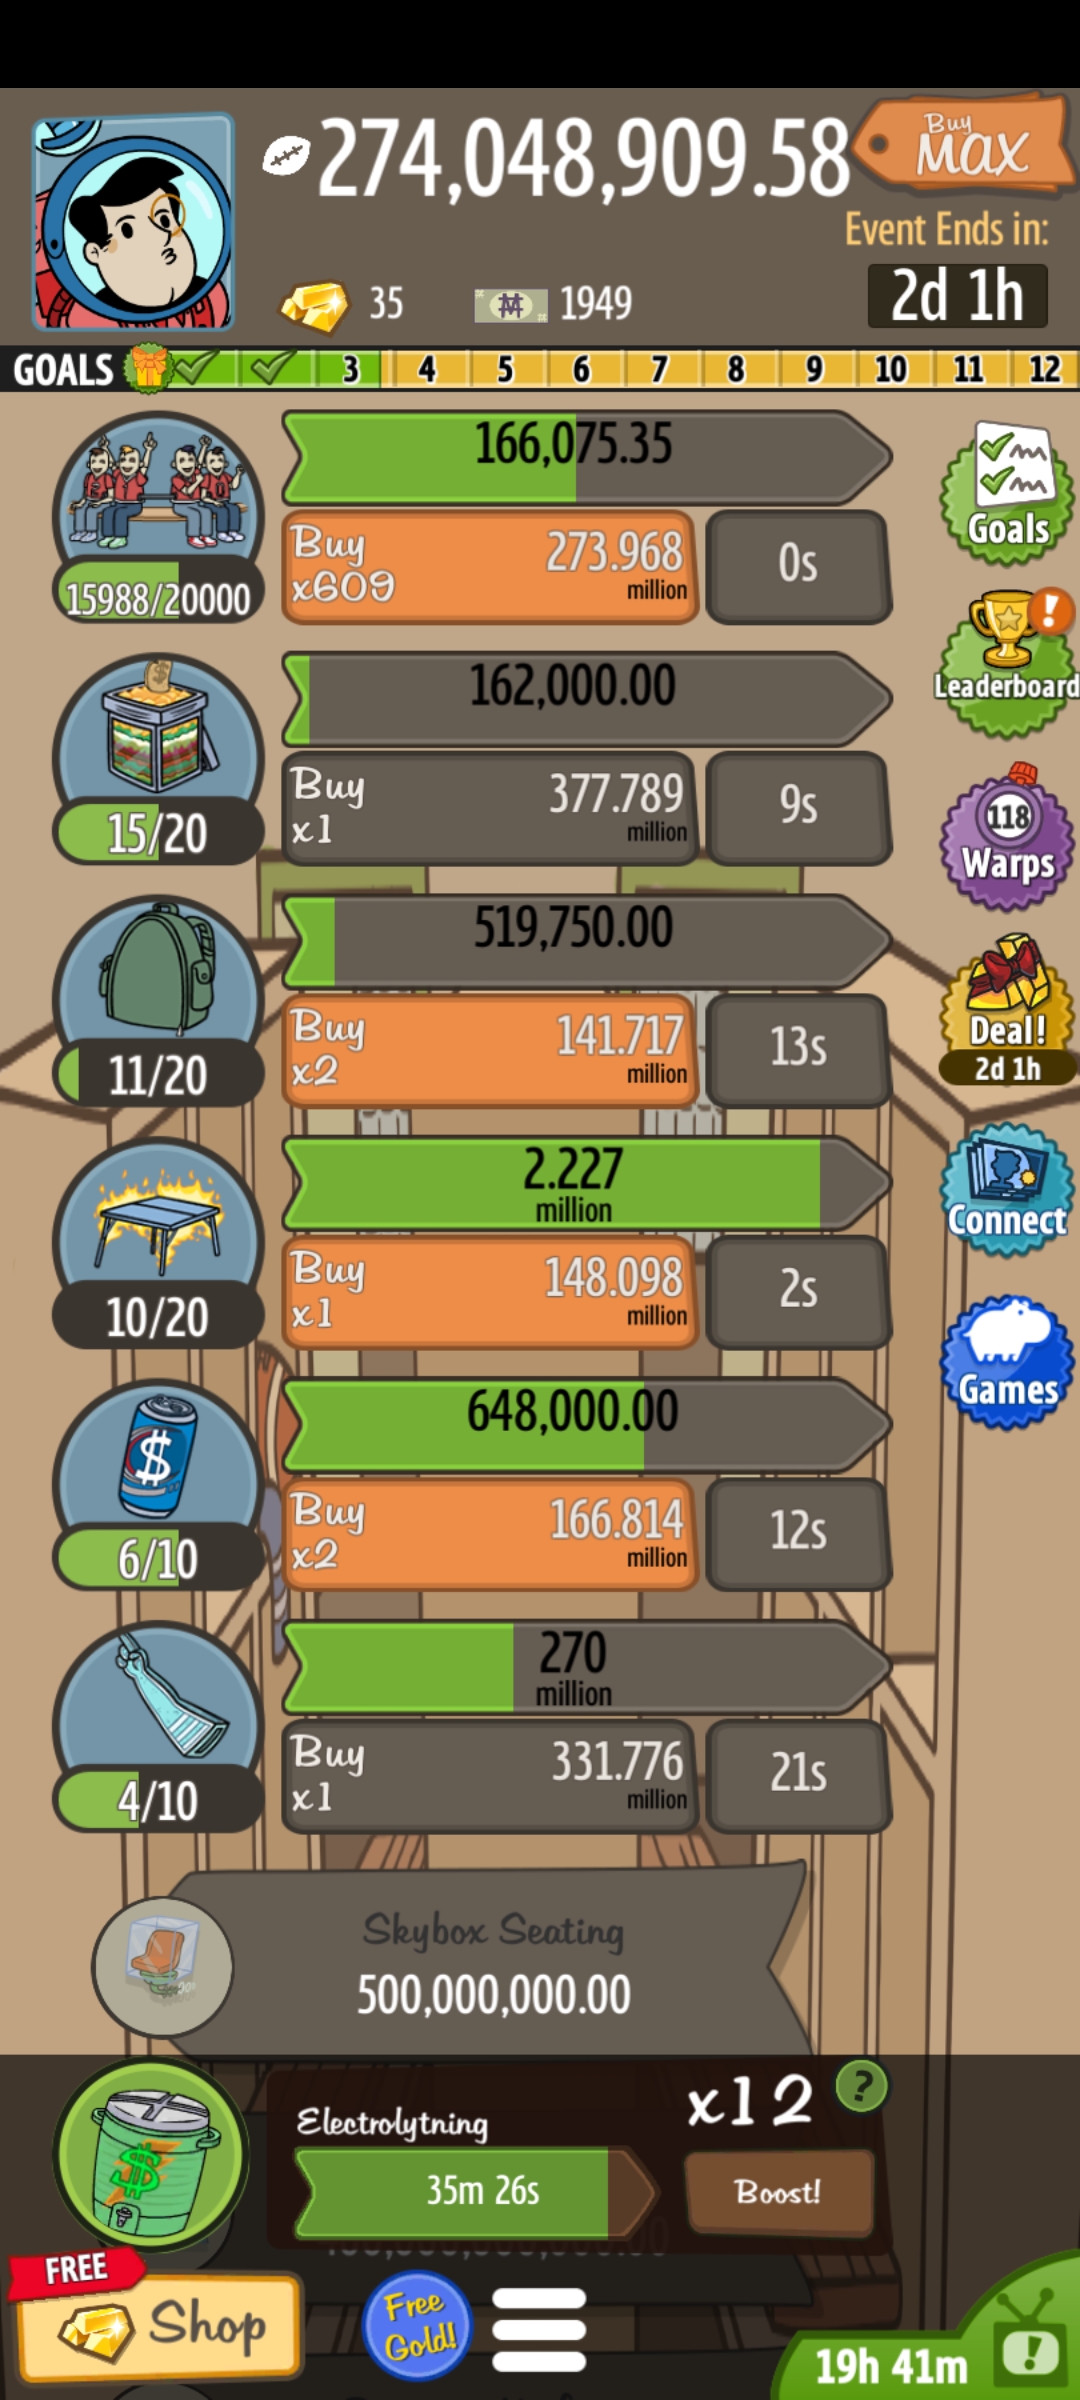 274,048,909.58
Buy
MAX
Event Ends in:
2d 1h
35
1949
GOALS 3 4 5 6 7 8 9 10 11 12
166,075.35
Buy
x609
273.968
million
0s
15988/20000
Goals
162,000.00
Buy
x1
377.789
million
9s
15/20
Leaderboard
519,750.00
Buy
x2
141.717
million
13s
11/20
118
Warps
Deal!
2d 1h
2.227
million
Buy
x1
148.098
million
2s
10/20
Connect
648,000.00
Buy
x2
166.814
million
12s
6/10
Games
270
million
Buy
x1
331.776
million
21s
4/10
Skybox Seating
500,000,000.00
Electrolytning
x12
?
35m 26s
Boost!
FREE
Shop
Free
Gold!
19h 41m